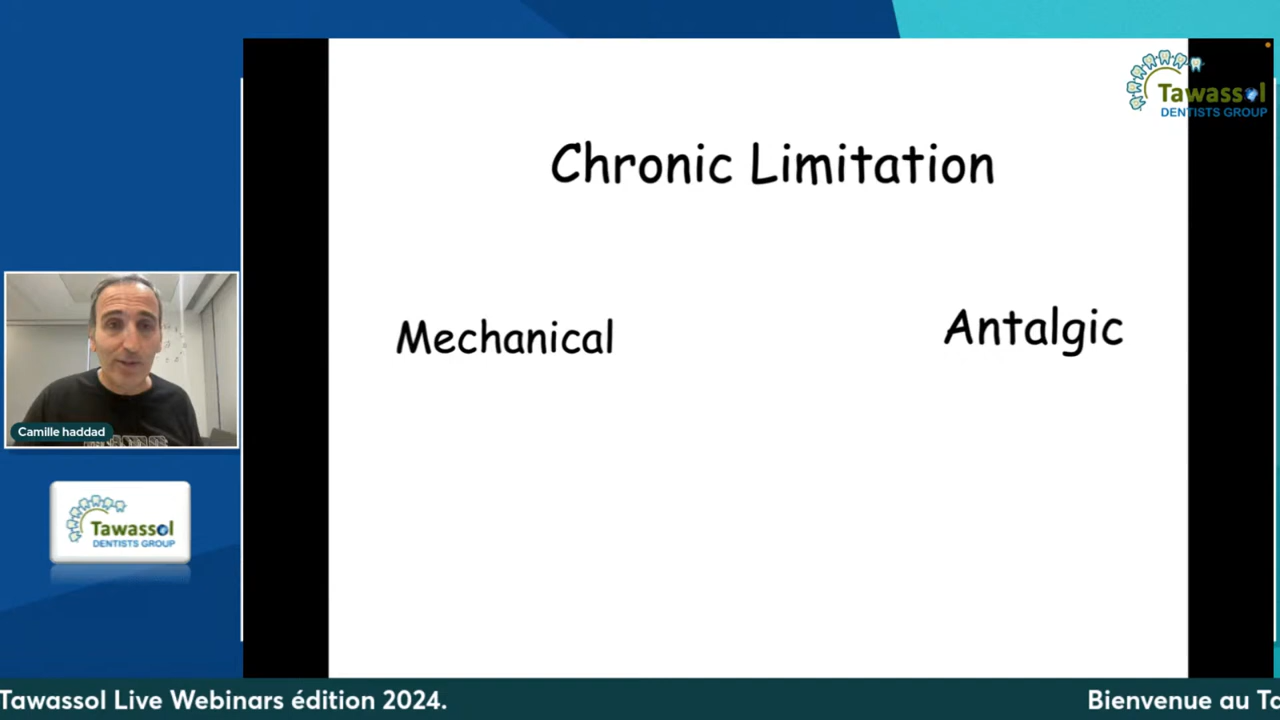 Tawassol
DENTISTS GROUP
Chronic Limitation
Mechanical
Antalgic
Camille haddad
Tawassol
DENTISTS GROUP
Tawassol Live Webinars édition 2024.
Bienvenue au